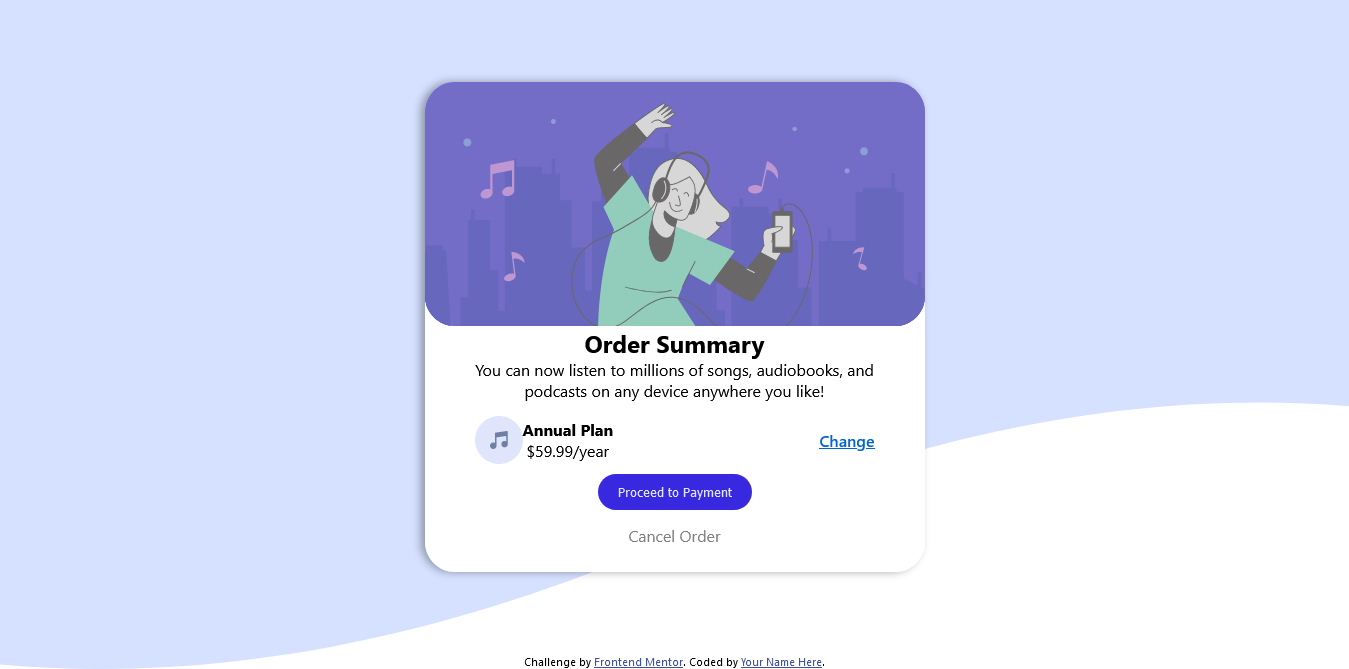 Order Summary
You can now listen to millions of songs, audiobooks, and
podcasts on any device anywhere you like!
Annual Plan
$59.99/year
Change
Proceed to Payment
Cancel Order
Challenge by Frontend Mentor. Coded by Your Name Here.